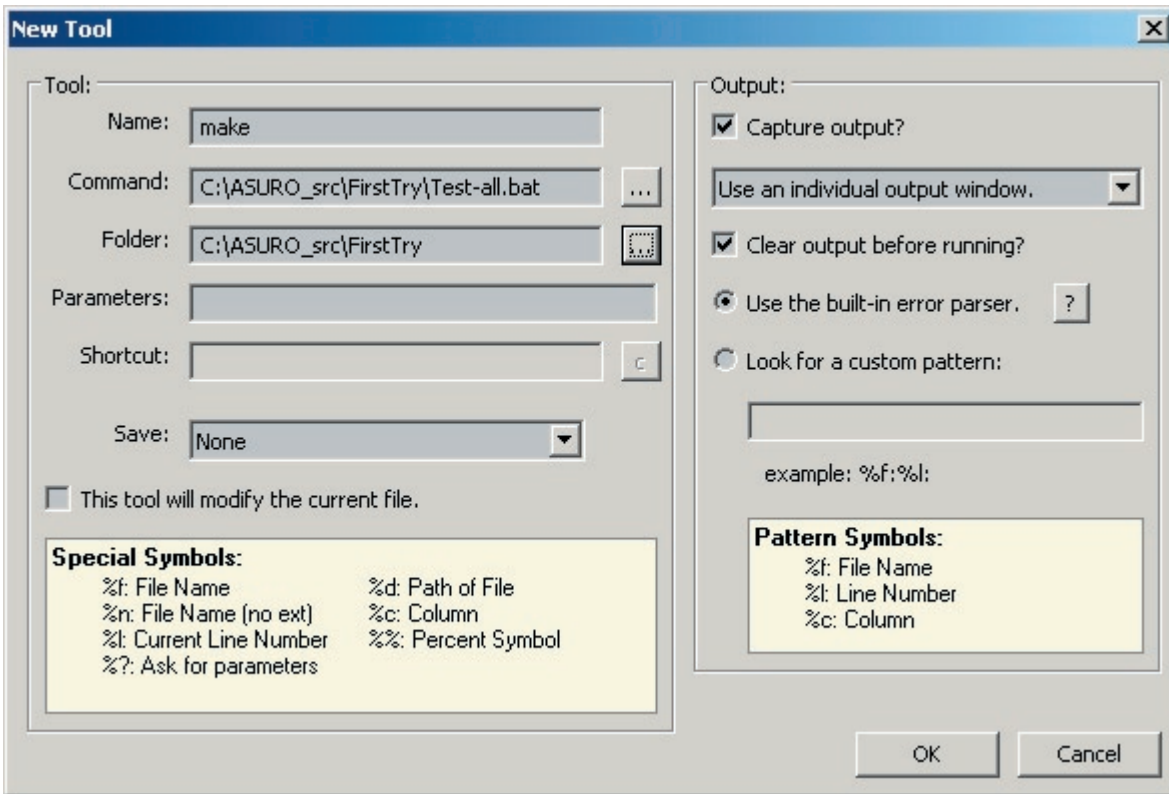 New Tool
Tool:
Name: make
Command: C:\ASURO_src\FirstTry\Test-all.bat ...
Folder: C:\ASURO_src\FirstTry ...
Parameters:
Shortcut: c
Save: None
This tool will modify the current file.
Special Symbols:
%f: File Name %d: Path of File
%n: File Name (no ext) %c: Column
%l: Current Line Number %%: Percent Symbol
%?: Ask for parameters
Output:
Capture output?
Use an individual output window.
Clear output before running?
Use the built-in error parser. ?
Look for a custom pattern:
example: %f:%l:
Pattern Symbols:
%f: File Name
%l: Line Number
%c: Column
OK Cancel